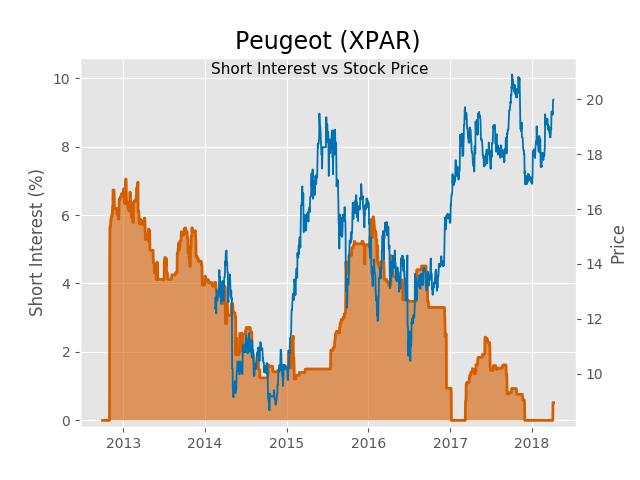 Peugeot (XPAR)
Short Interest vs Stock Price
Short Interest (%)
10
8
6
4
2
0
20
18
16
14
12
10
Price
2013 2014 2015 2016 2017 2018